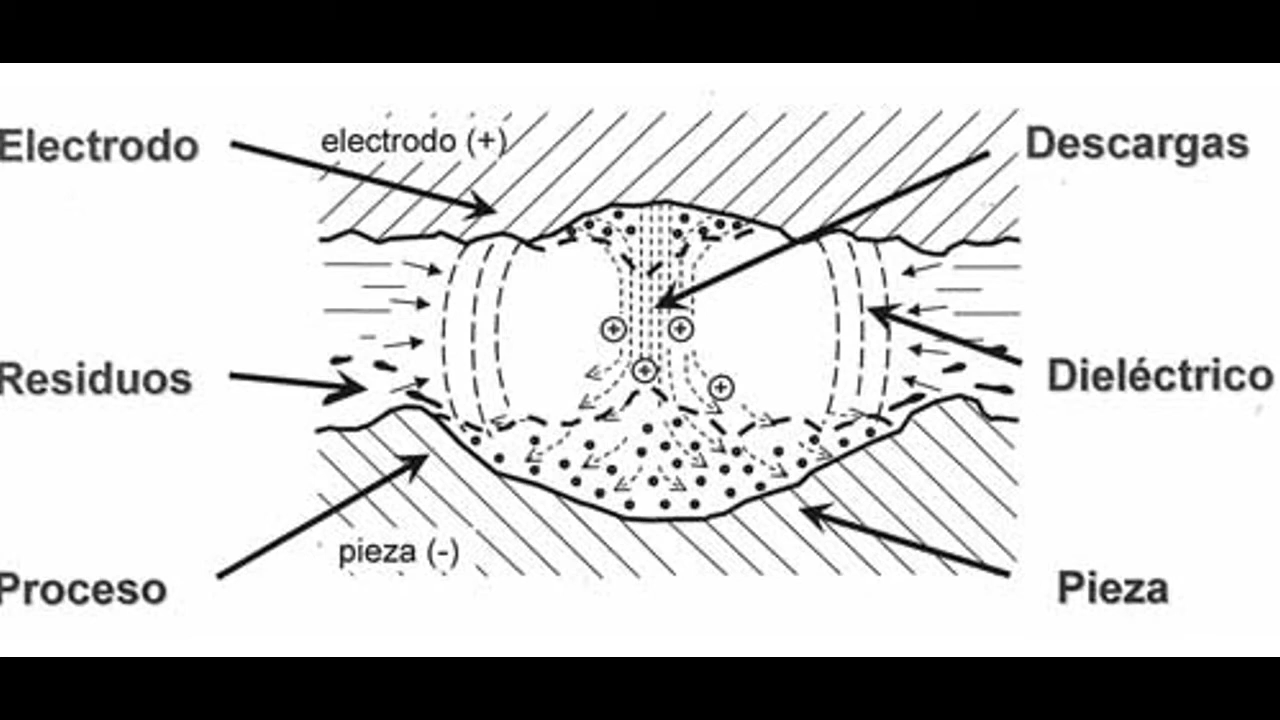 Electrodo
electrodo (+)
Descargas
Residuos
Dieléctrico
pieza (-)
Proceso
Pieza